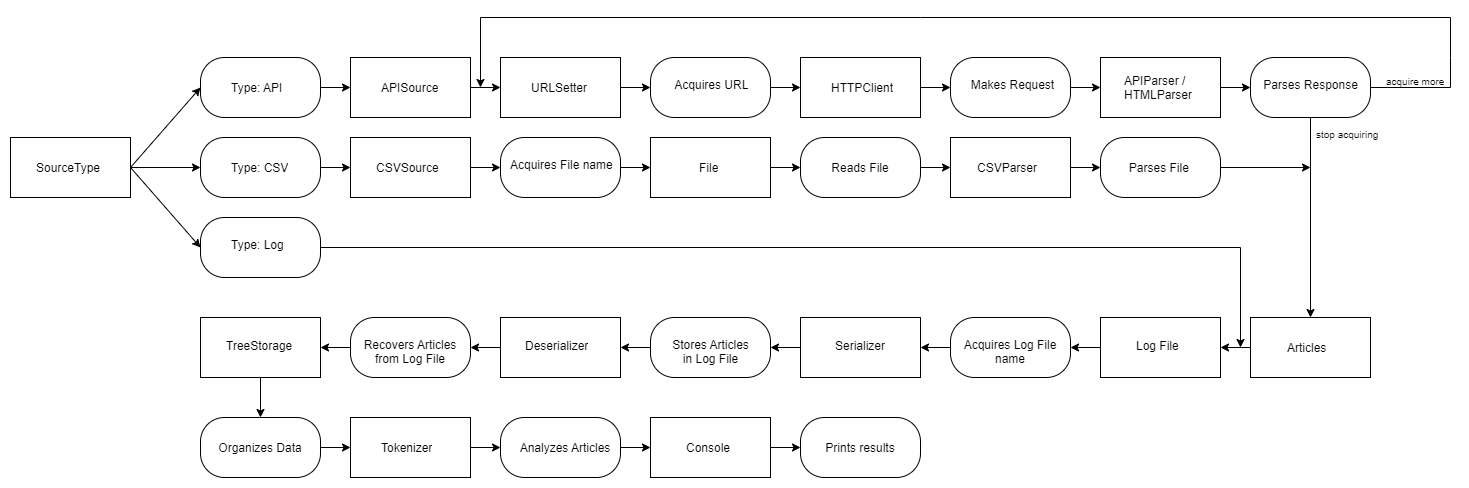 Type: API
APISource
URLSetter
Acquires URL
HTTPClient
Makes Request
APIParser /
HTMLParser
Parses Response
acquire more
stop acquiring
SourceType
Type: CSV
CSVSource
Acquires File name
File
Reads File
CSVParser
Parses File
Type: Log
TreeStorage
Recovers Articles
from Log File
Deserializer
Stores Articles
in Log File
Serializer
Acquires Log File
name
Log File
Articles
Organizes Data
Tokenizer
Analyzes Articles
Console
Prints results